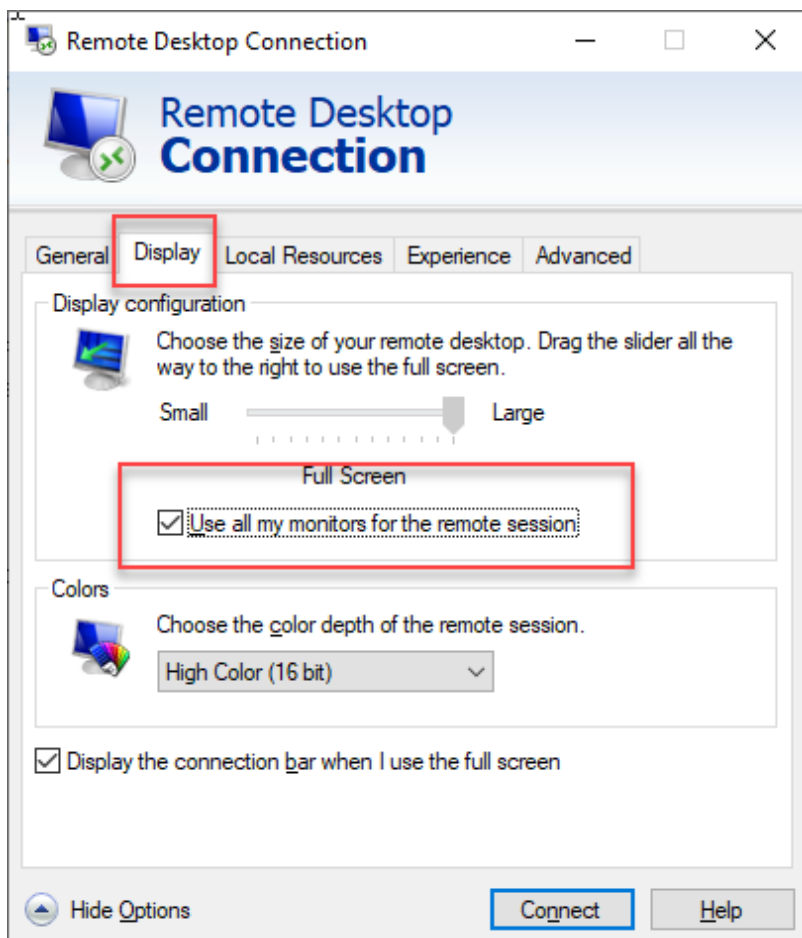 Remote Desktop Connection
Remote Desktop
Connection
General Display Local Resources Experience Advanced
Display configuration
Choose the size of your remote desktop. Drag the slider all the
way to the right to use the full screen.
Small Large
Full Screen
Use all my monitors for the remote session
Colors
Choose the color depth of the remote session.
High Color (16 bit)
Display the connection bar when I use the full screen
Hide Options Connect Help